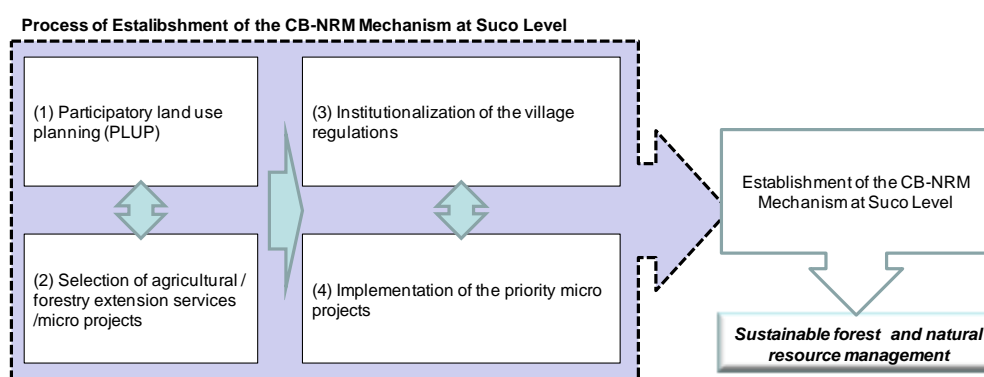 Process of Estalibshment of the CB-NRM Mechanism at Suco Level
(1) Participatory land use
planning (PLUP)
(2) Selection of agricultural /
forestry extension services
/micro projects
(3) Institutionalization of the village
regulations
(4) Implementation of the priority micro
projects
Establishment of the CB-NRM
Mechanism at Suco Level
Sustainable forest and natural
resource management